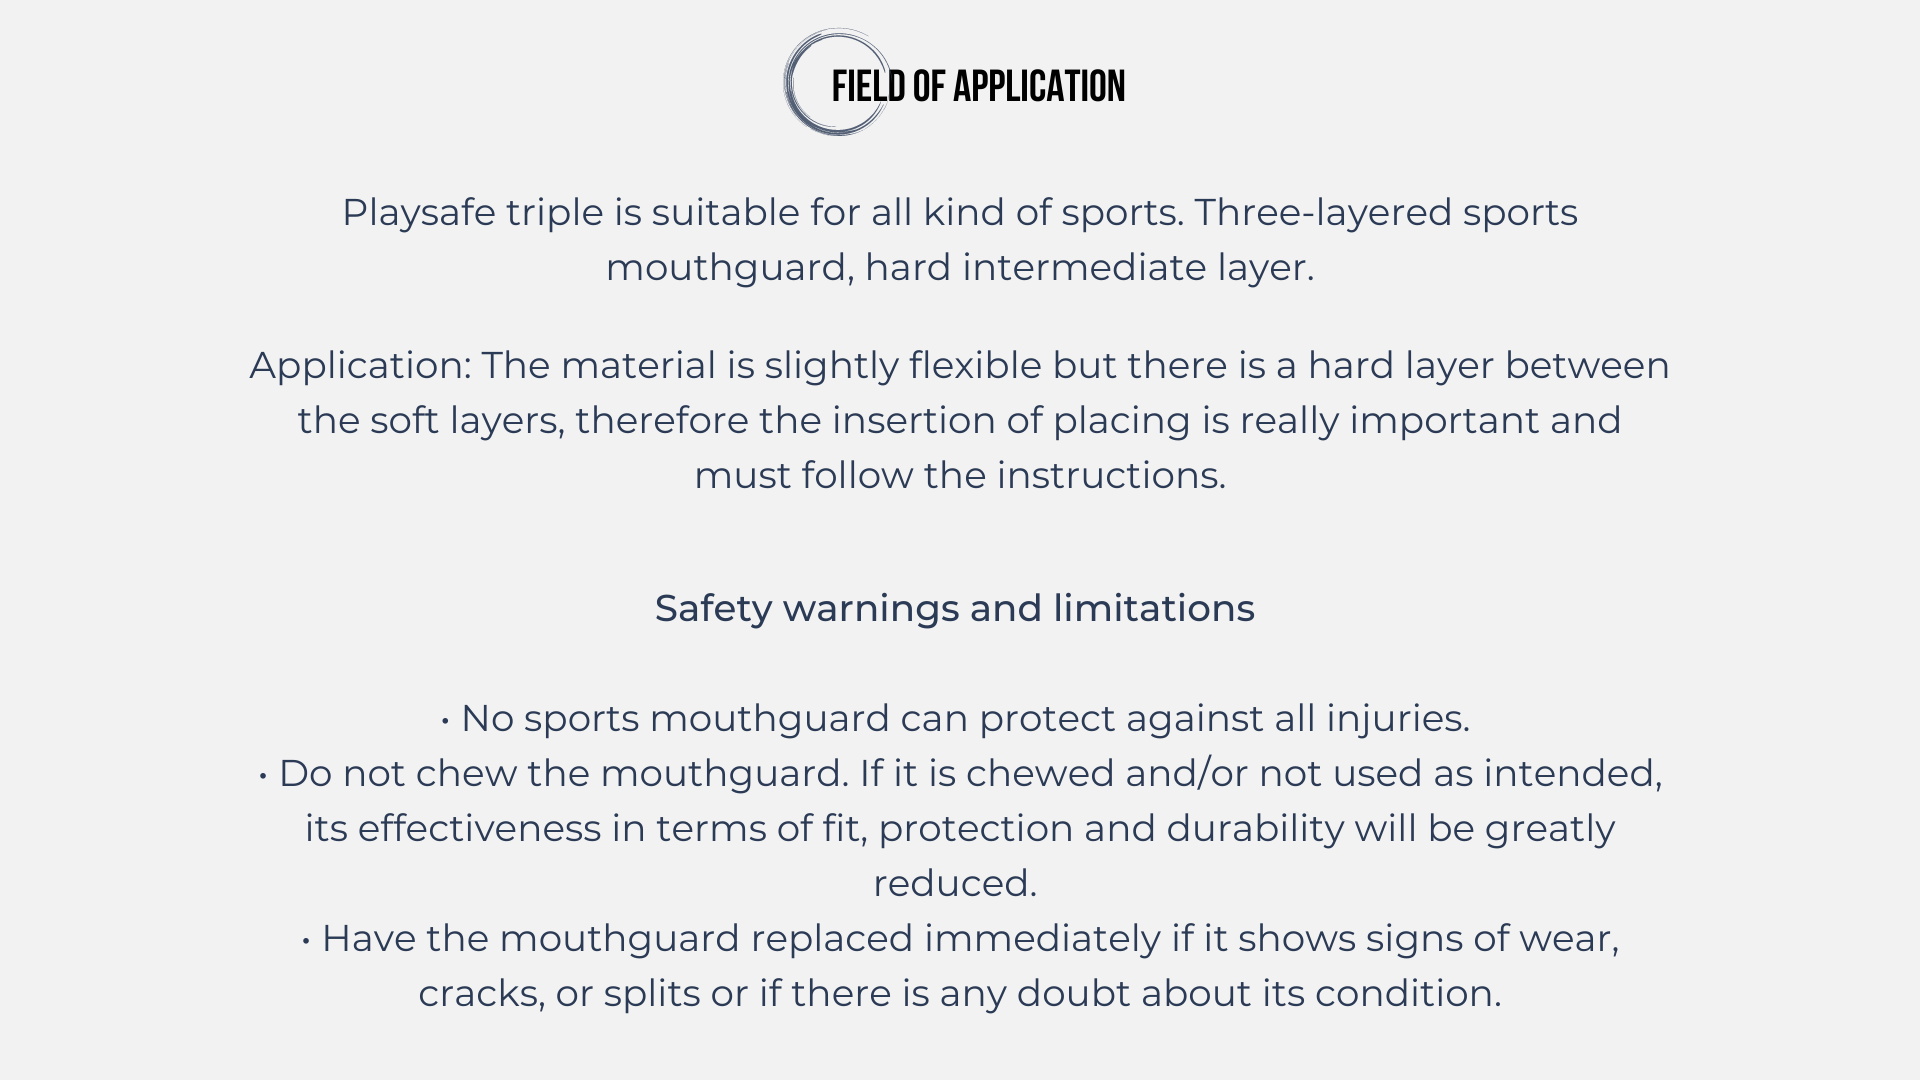 FIELD OF APPLICATION
Playsafe triple is suitable for all kind of sports. Three-layered sports
mouthguard, hard intermediate layer.
Application: The material is slightly flexible but there is a hard layer between
the soft layers, therefore the insertion of placing is really important and
must follow the instructions.
Safety warnings and limitations
• No sports mouthguard can protect against all injuries.
• Do not chew the mouthguard. If it is chewed and/or not used as intended,
its effectiveness in terms of fit, protection and durability will be greatly
reduced.
• Have the mouthguard replaced immediately if it shows signs of wear,
cracks, or splits or if there is any doubt about its condition.